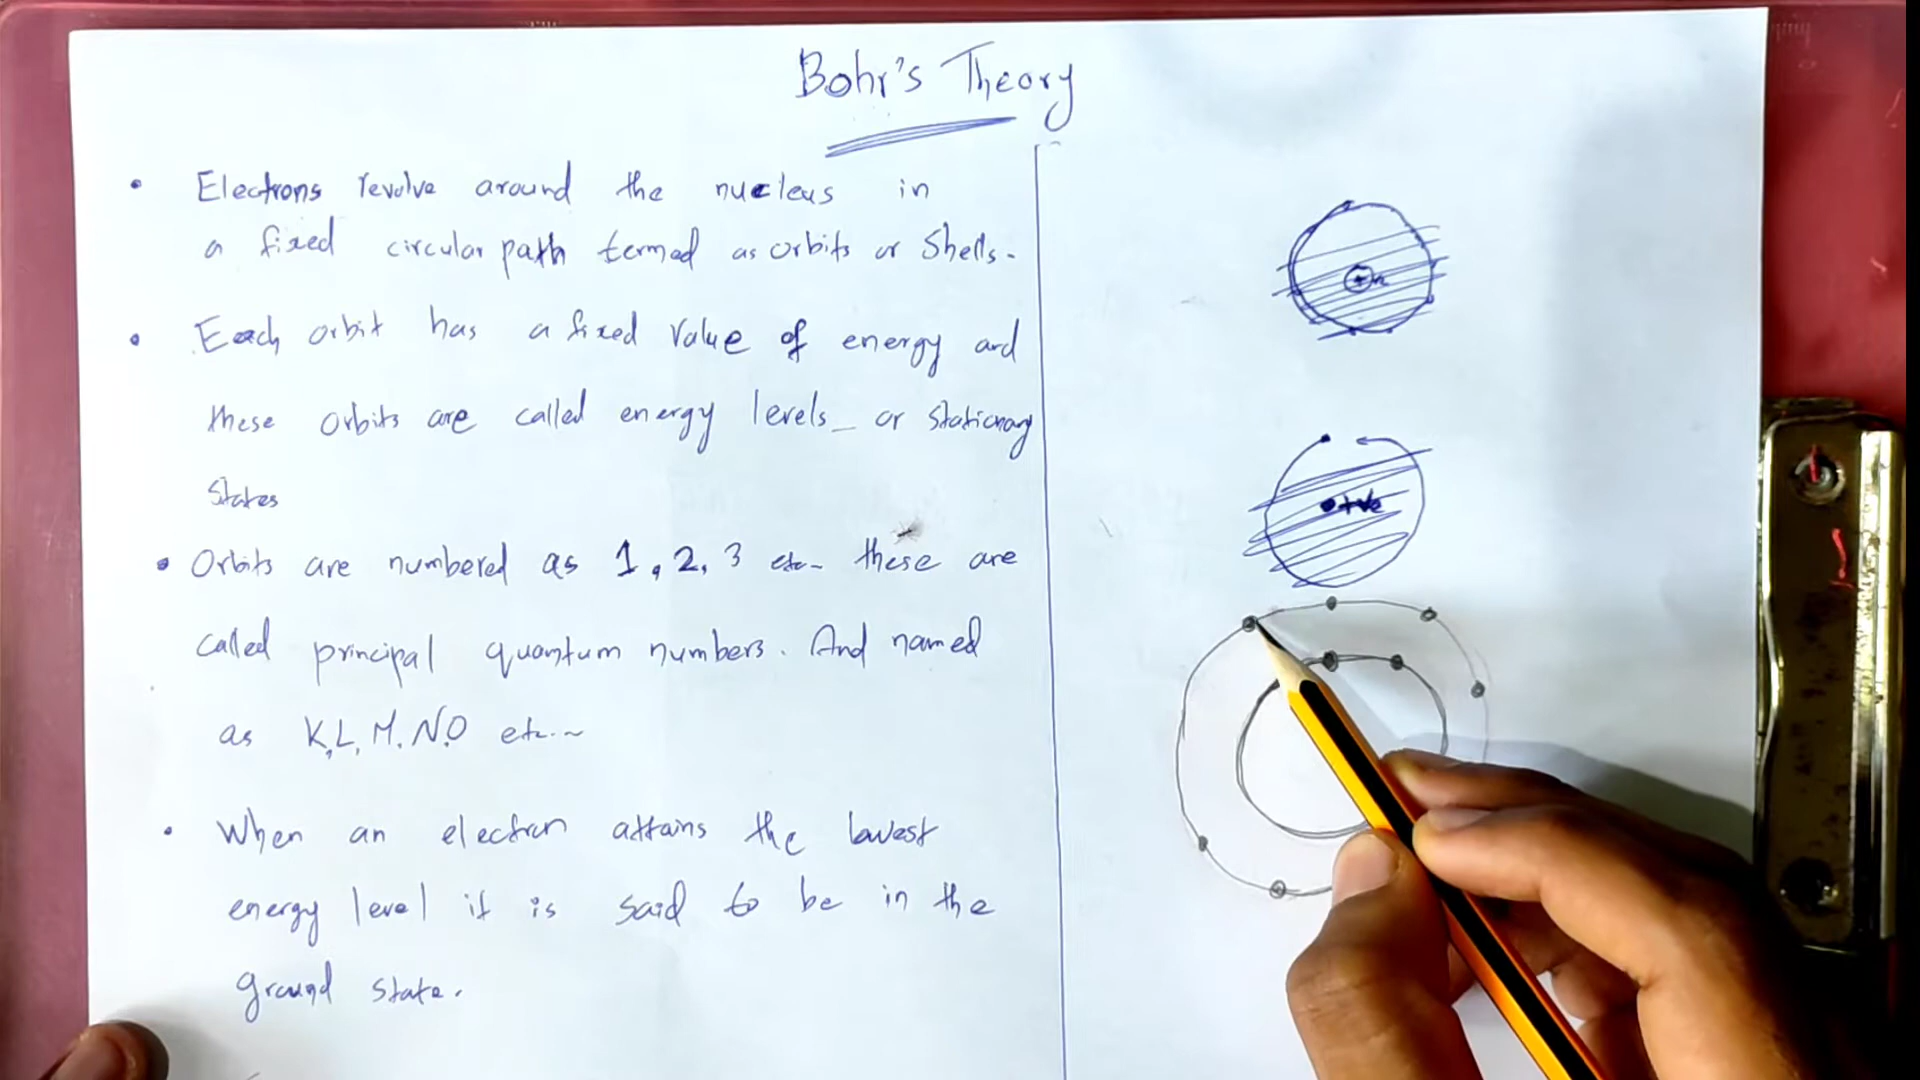 Bohr's Theory
• Electrons revolve around the nucleus in
a fixed circular path termed as orbits or Shells.
• Each orbit has a fixed value of energy and
these orbits are called energy levels or stationary
States
• Orbits are numbered as 1, 2, 3 etc. these are
called principal quantum numbers. And named
as K, L, M, N, O etc..
• When an electron attains the lowest
energy level it is said to be in the
ground state.
+n
+ve